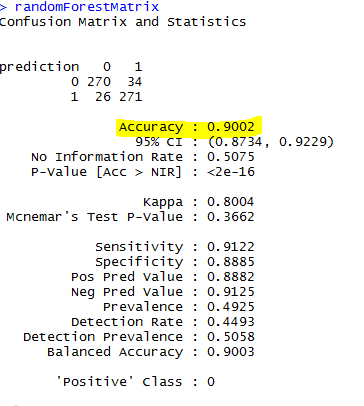 > randomForestMatrix
Confusion Matrix and Statistics
prediction 0 1
0 270 34
1 26 271
Accuracy : 0.9002
95% CI : (0.8734, 0.9229)
No Information Rate : 0.5075
P-Value [Acc > NIR] : <2e-16
Kappa : 0.8004
Mcnemar's Test P-Value : 0.3662
Sensitivity : 0.9122
Specificity : 0.8885
Pos Pred Value : 0.8882
Neg Pred Value : 0.9125
Prevalence : 0.4925
Detection Rate : 0.4493
Detection Prevalence : 0.5058
Balanced Accuracy : 0.9003
'Positive' Class : 0